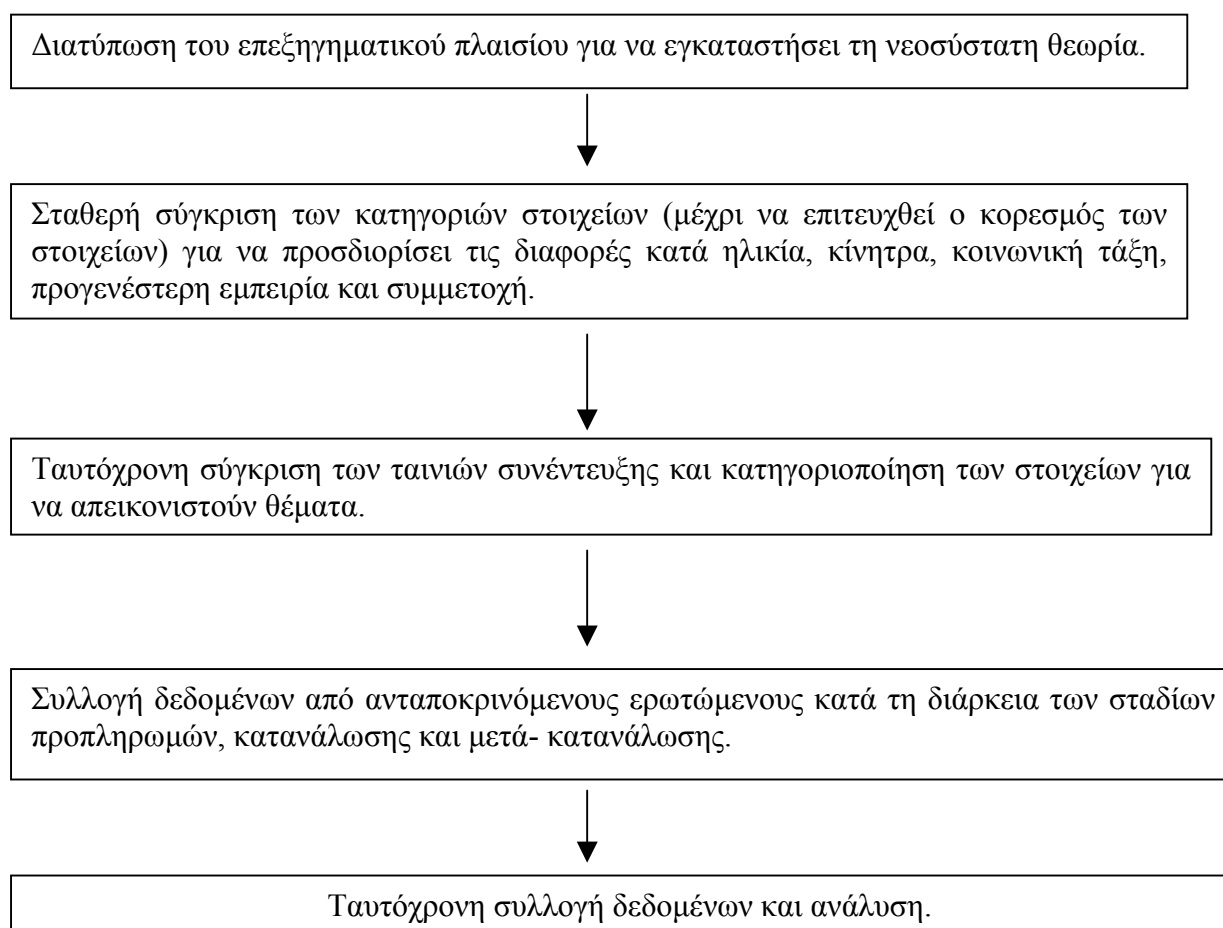 Διατύπωση του επεξηγηματικού πλαισίου για να εγκαταστήσει τη νεοσύστατη θεωρία.
Σταθερή σύγκριση των κατηγοριών στοιχείων (μέχρι να επιτευχθεί ο κορεσμός των
στοιχείων) για να προσδιορίσει τις διαφορές κατά ηλικία, κίνητρα, κοινωνική τάξη,
προγενέστερη εμπειρία και συμμετοχή.
Ταυτόχρονη σύγκριση των ταινιών συνέντευξης και κατηγοριοποίηση των στοιχείων για
να απεικονιστούν θέματα.
Συλλογή δεδομένων από ανταποκρινόμενους ερωτώμενους κατά τη διάρκεια των σταδίων
προπληρωμών, κατανάλωσης και μετά- κατανάλωσης.
Ταυτόχρονη συλλογή δεδομένων και ανάλυση.